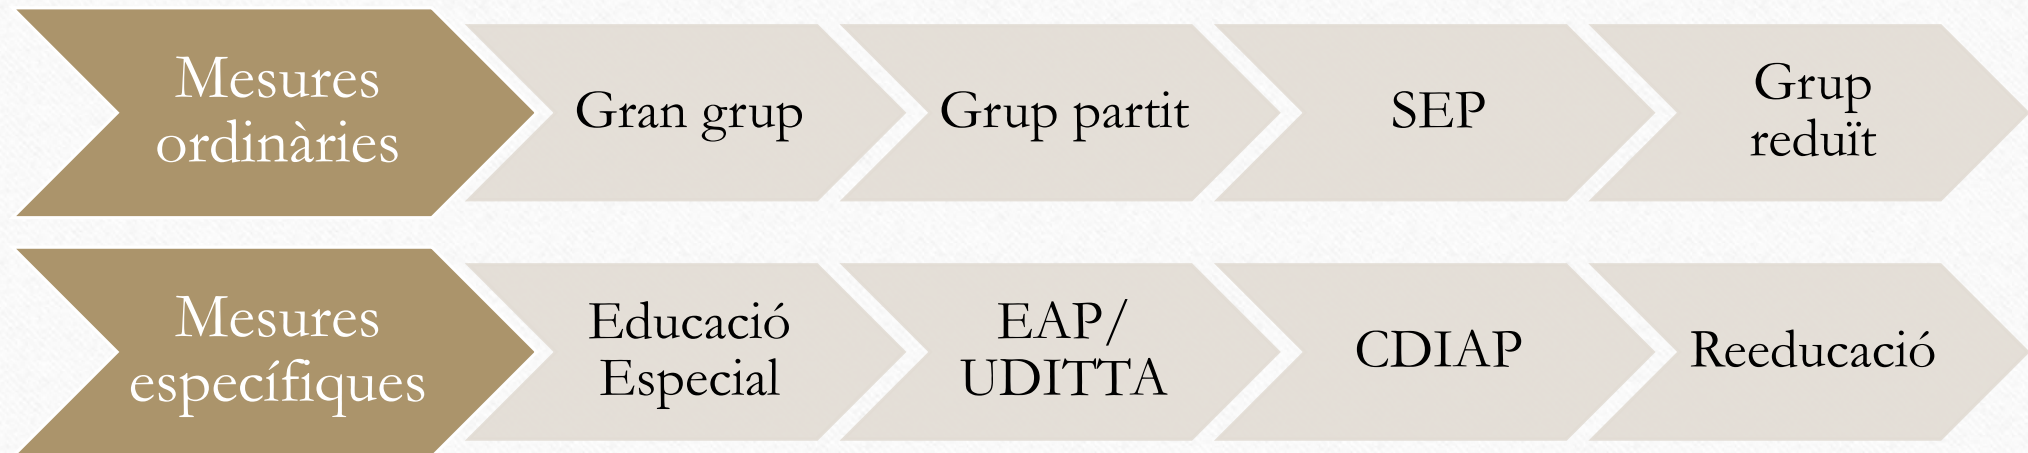 Mesures
ordinàries
Gran grup
Grup partit
SEP
Grup
reduït
Mesures
específiques
Educació
Especial
EAP/
UDITTA
CDIAP
Reeducació